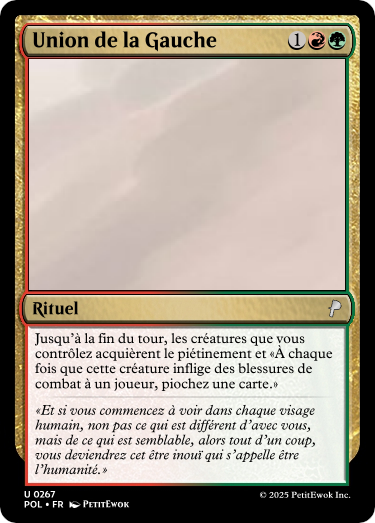 Union de la Gauche 1
Rituel
Jusqu'à la fin du tour, les créatures que vous
contrôlez acquièrent le piétinement et «À chaque
fois que cette créature inflige des blessures de
combat à un joueur, piochez une carte.»
«Et si vous commencez à voir dans chaque visage
humain, non pas ce qui est différent d'avec vous,
mais de ce qui est semblable, alors tout d'un coup,
vous deviendrez cet être inouï qui s'appelle être
l'humanité.»
U 0267
POL • FR PetitEwok
© 2025 PetitEwok Inc.